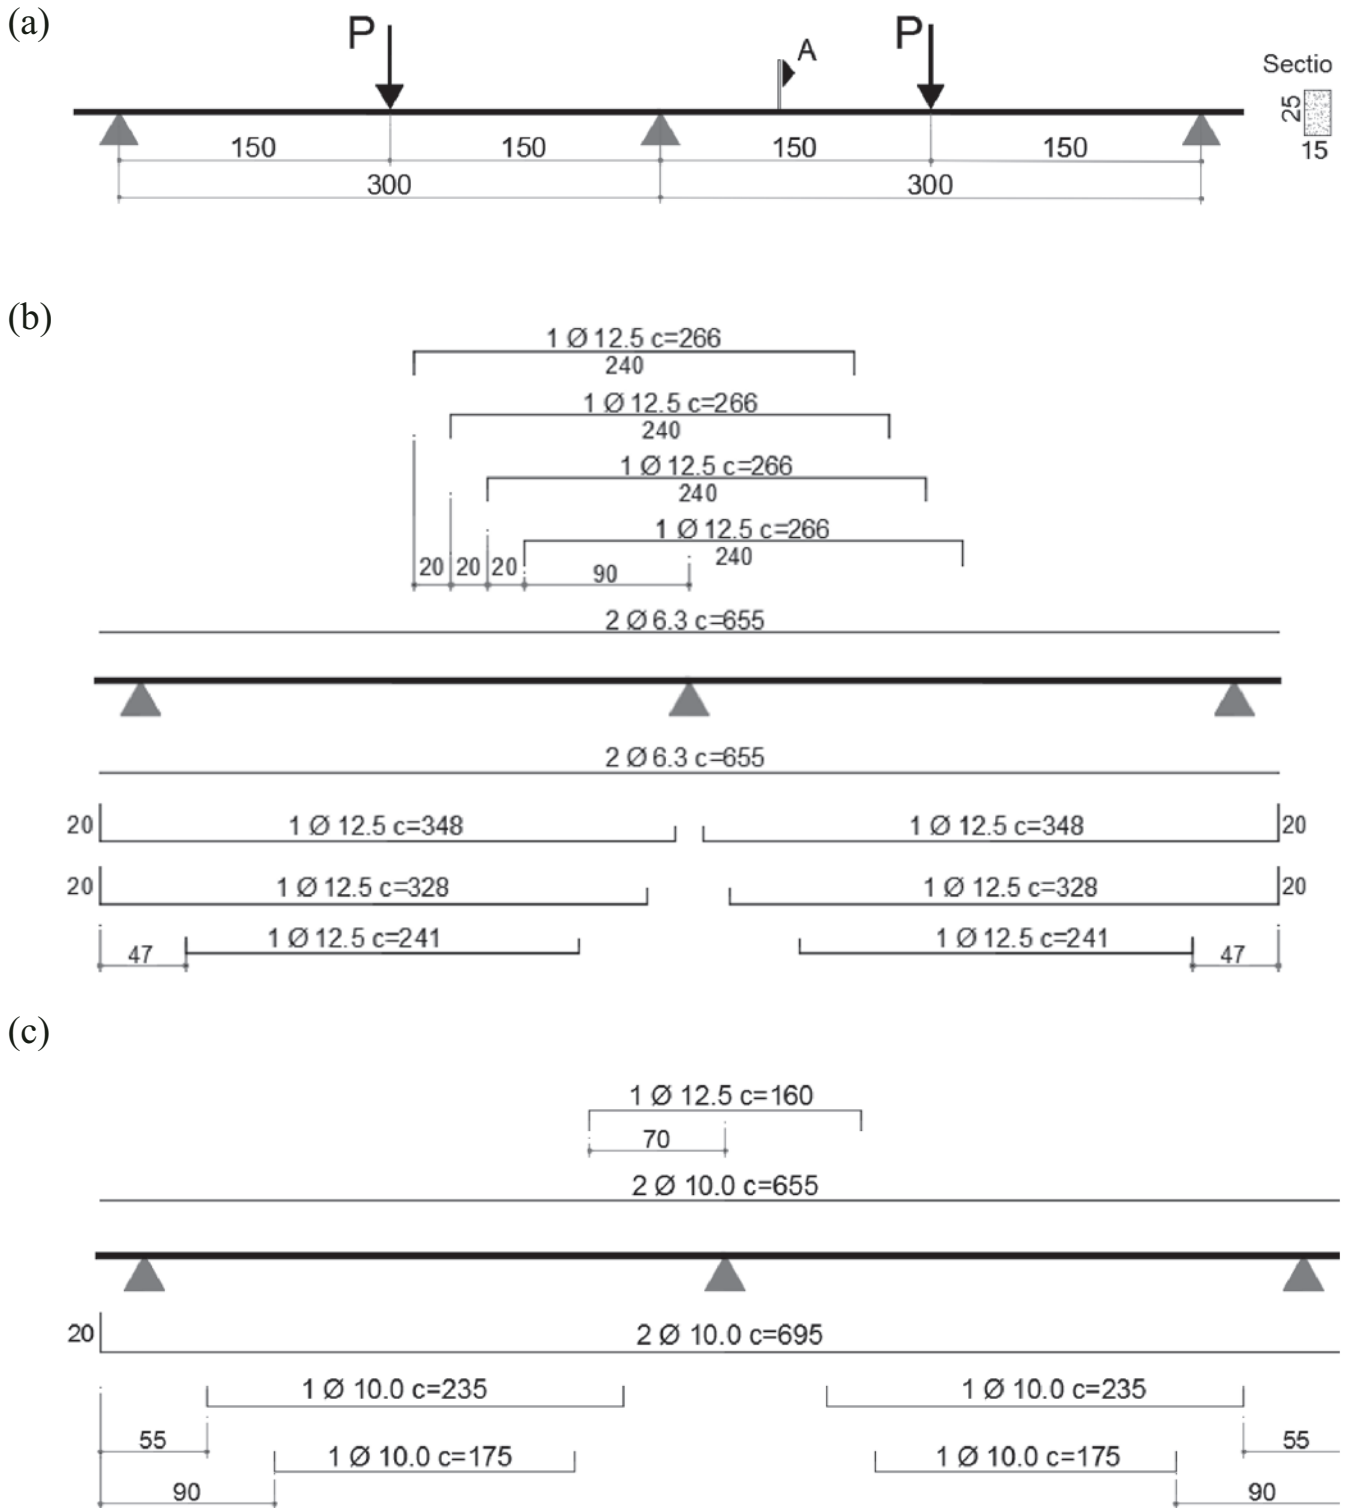 (a)
P
P
A
Sectio
25
15
150
150
150
150
300
300
(b)
1 Ø 12.5 c=266
240
1 Ø 12.5 c=266
240
1 Ø 12.5 c=266
240
1 Ø 12.5 c=266
240
20 20 20 90
2 Ø 6.3 c=655
2 Ø 6.3 c=655
20 1 Ø 12.5 c=348 1 Ø 12.5 c=348 20
20 1 Ø 12.5 c=328 1 Ø 12.5 c=328 20
1 Ø 12.5 c=241 1 Ø 12.5 c=241
47 47
(c)
1 Ø 12.5 c=160
70
2 Ø 10.0 c=655
20 2 Ø 10.0 c=695
1 Ø 10.0 c=235 1 Ø 10.0 c=235
55 55
1 Ø 10.0 c=175 1 Ø 10.0 c=175
90 90